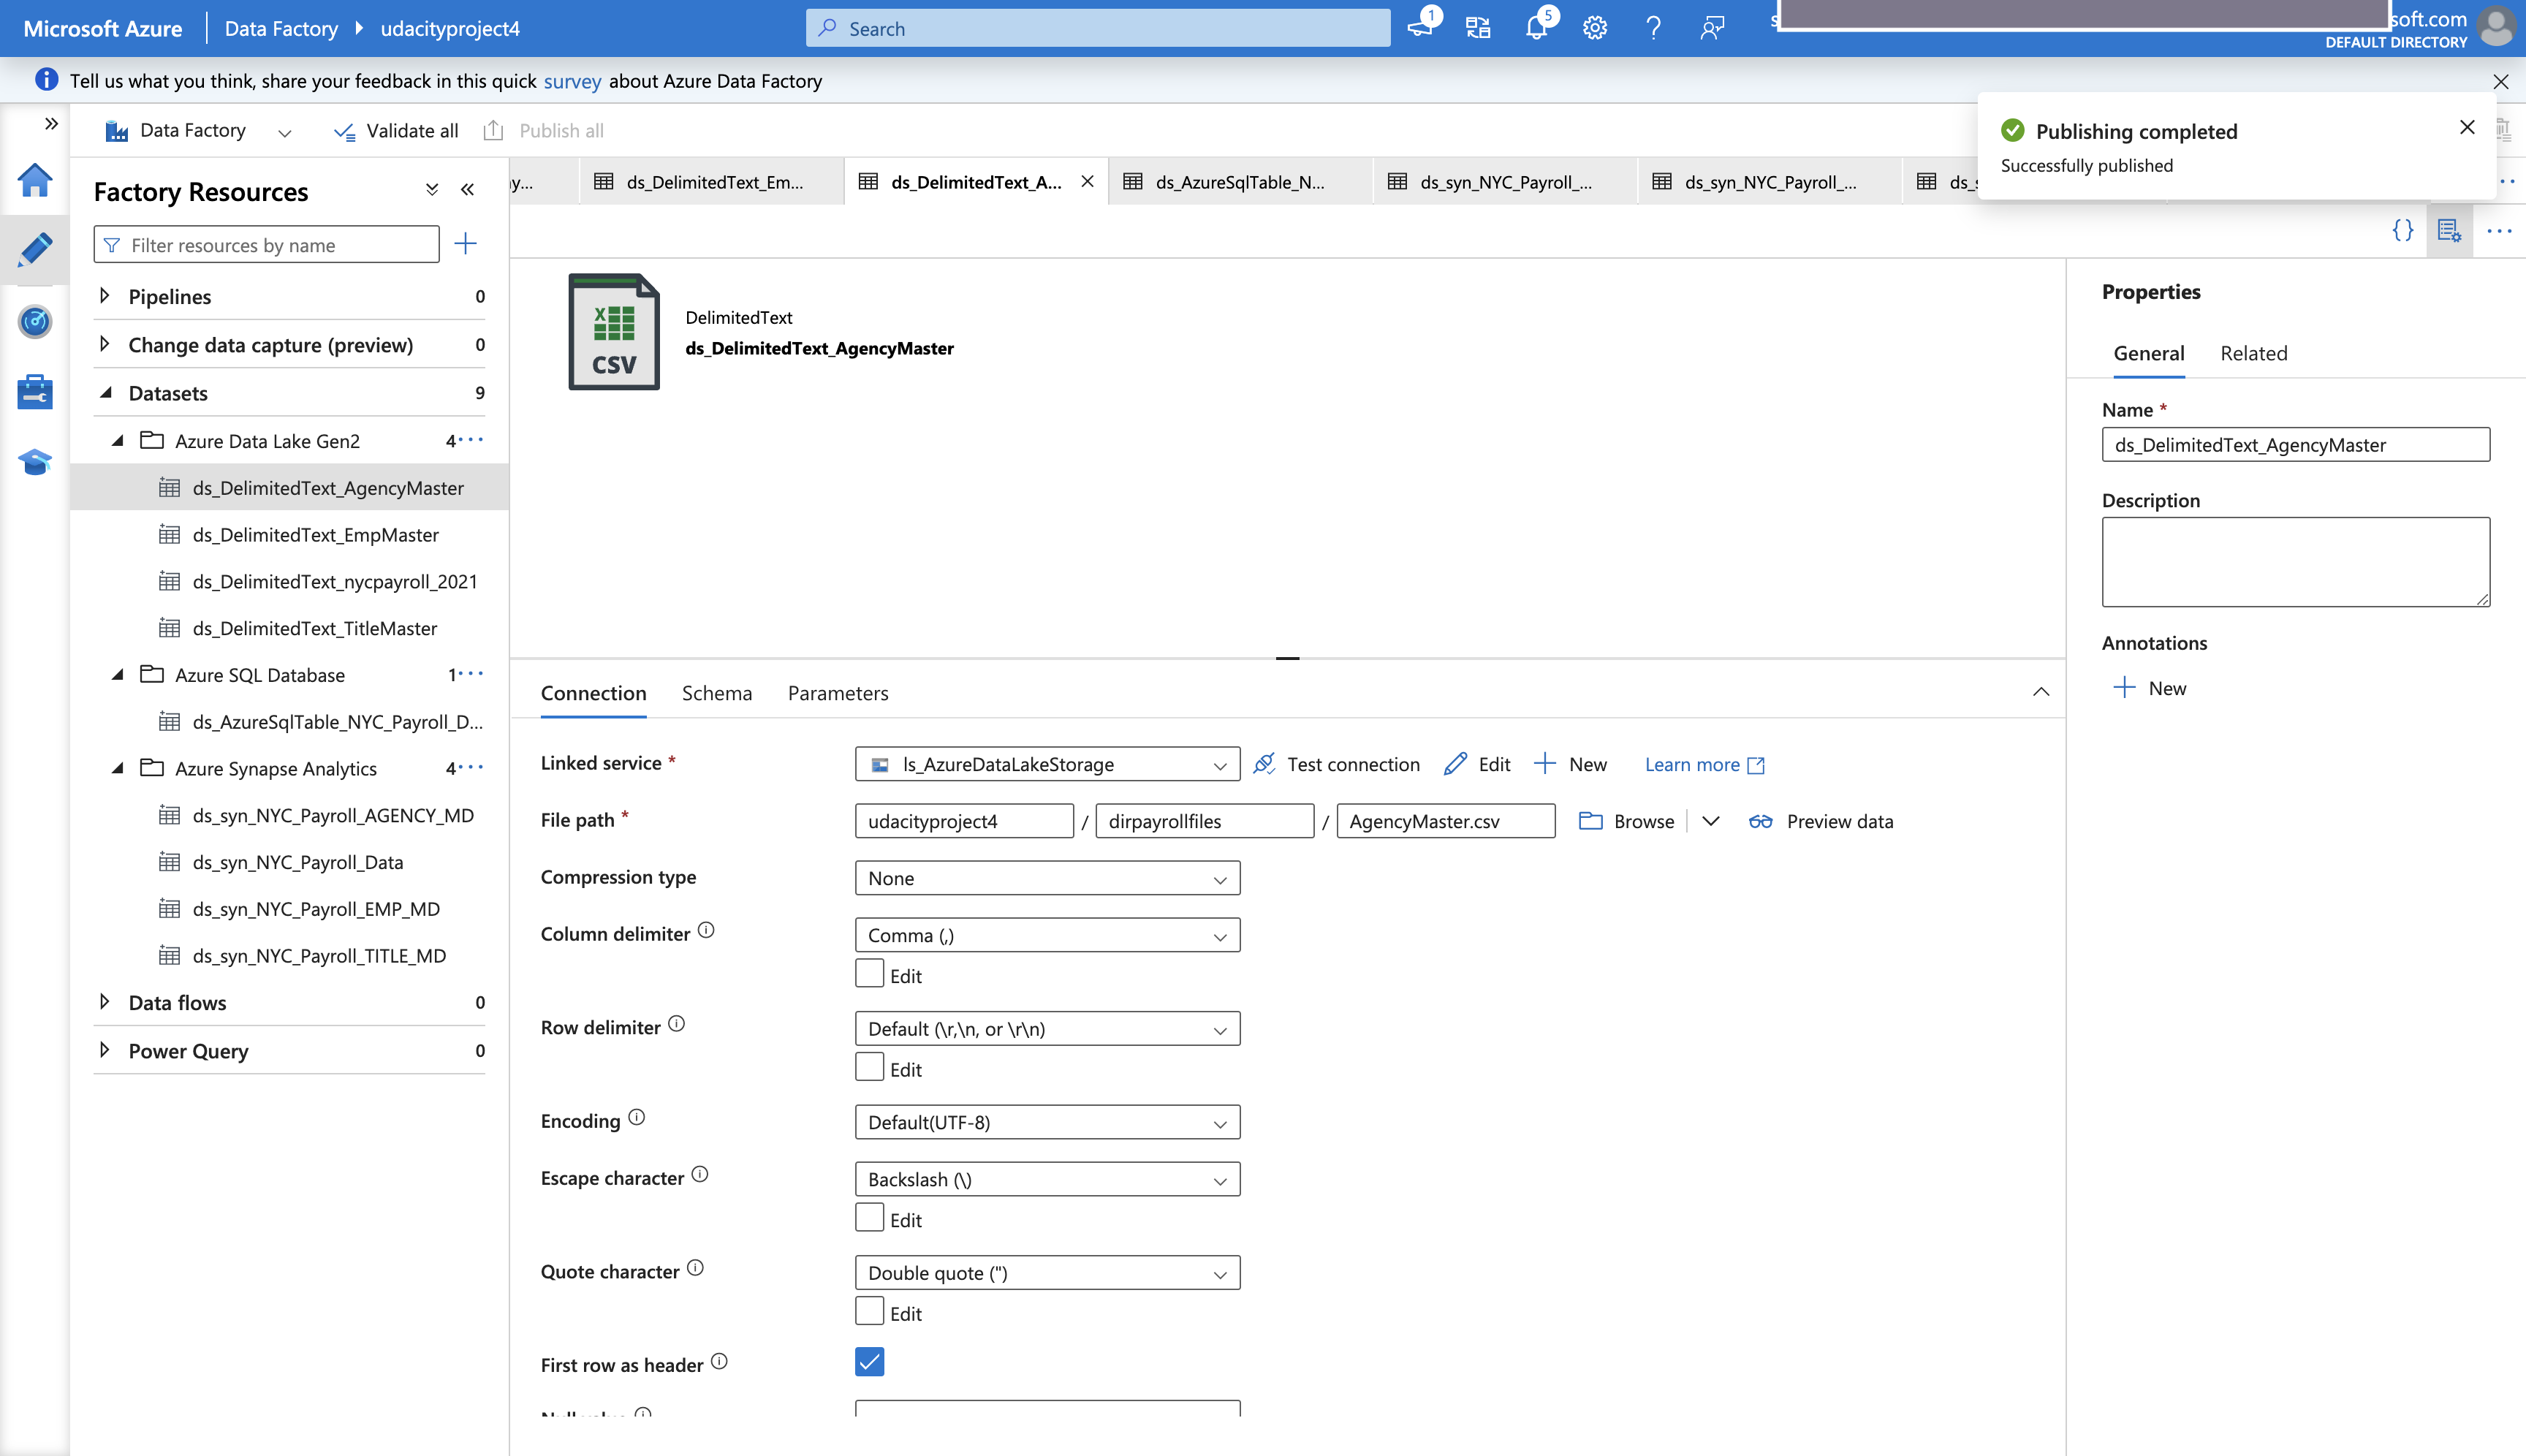 Microsoft Azure
Data Factory
udacityproject4
Search
1
5
soft.com
DEFAULT DIRECTORY
Tell us what you think, share your feedback in this quick survey about Azure Data Factory
Data Factory
Validate all
Publish all
Publishing completed
Successfully published
Factory Resources
Filter resources by name
Pipelines 0
Change data capture (preview) 0
Datasets 9
Azure Data Lake Gen2 4
ds_DelimitedText_AgencyMaster
ds_DelimitedText_EmpMaster
ds_DelimitedText_nycpayroll_2021
ds_DelimitedText_TitleMaster
Azure SQL Database 1
ds_AzureSqlTable_NYC_Payroll_D...
Azure Synapse Analytics 4
ds_syn_NYC_Payroll_AGENCY_MD
ds_syn_NYC_Payroll_Data
ds_syn_NYC_Payroll_EMP_MD
ds_syn_NYC_Payroll_TITLE_MD
Data flows 0
Power Query 0
y...
ds_DelimitedText_Em...
ds_DelimitedText_A...
ds_AzureSqlTable_N...
ds_syn_NYC_Payroll_...
ds_syn_NYC_Payroll_...
CSV
DelimitedText
ds_DelimitedText_AgencyMaster
Connection
Schema
Parameters
Linked service *
ls_AzureDataLakeStorage
Test connection
Edit
New
Learn more
File path *
udacityproject4 / dirpayrollfiles / AgencyMaster.csv
Browse
Preview data
Compression type
None
Column delimiter
Comma (,)
Edit
Row delimiter
Default (\r,\n, or \r\n)
Edit
Encoding
Default(UTF-8)
Escape character
Backslash (\)
Edit
Quote character
Double quote (")
Edit
First row as header
Properties
General
Related
Name *
ds_DelimitedText_AgencyMaster
Description
Annotations
New